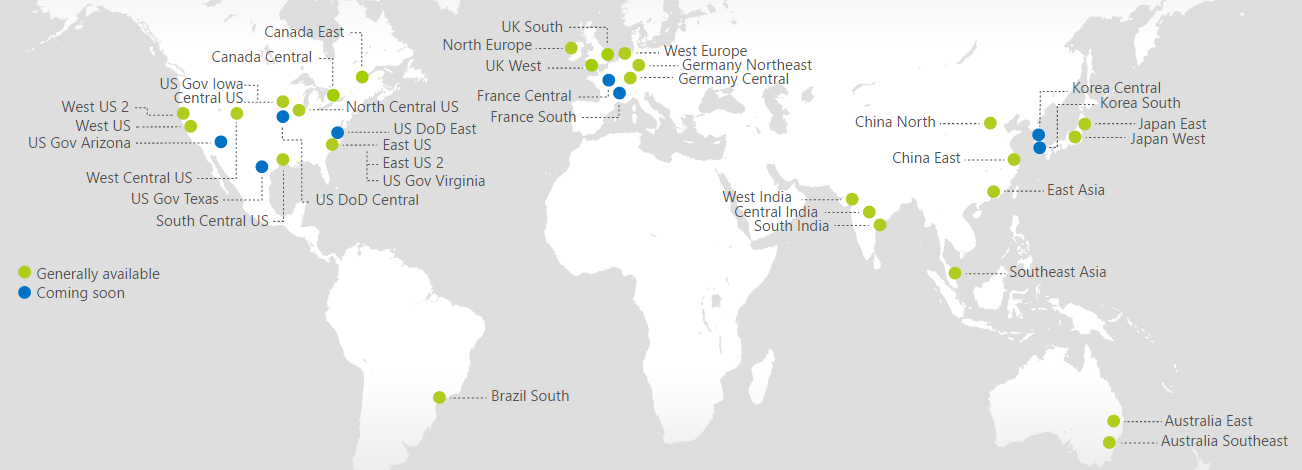 Canada East
Canada Central
US Gov Iowa
Central US
West US 2
North Central US
West US
US DoD East
US Gov Arizona
East US
East US 2
West Central US
US Gov Virginia
US Gov Texas
US DoD Central
South Central US
Generally available
Coming soon
Brazil South
UK South
North Europe
West Europe
UK West
Germany Northeast
Germany Central
France Central
France South
Korea Central
Korea South
China North
Japan East
Japan West
China East
East Asia
West India
Central India
South India
Southeast Asia
Australia East
Australia Southeast